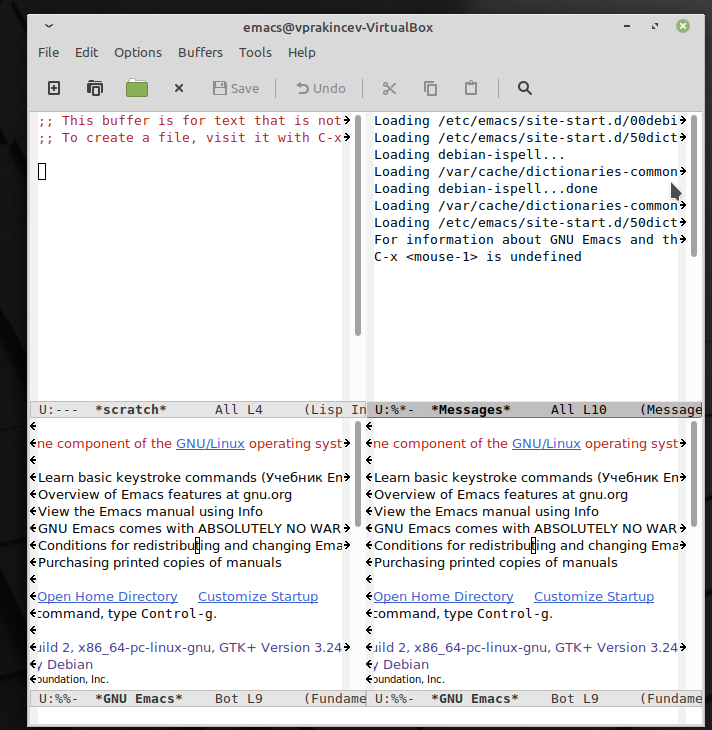 emacs@vprakincev-VirtualBox
File Edit Options Buffers Tools Help
Save Undo
;; This buffer is for text that is not
;; To create a file, visit it with C-x
U:--- *scratch* All L4 (Lisp In
Loading /etc/emacs/site-start.d/00debi
Loading /etc/emacs/site-start.d/50dict
Loading debian-ispell...
Loading /var/cache/dictionaries-common
Loading debian-ispell...done
Loading /var/cache/dictionaries-common
Loading /etc/emacs/site-start.d/50dict
For information about GNU Emacs and th
C-x <mouse-1> is undefined
U:%*- *Messages* All L10 (Message
ne component of the GNU/Linux operating syst
Learn basic keystroke commands (Учебник Em
Overview of Emacs features at gnu.org
View the Emacs manual using Info
GNU Emacs comes with ABSOLUTELY NO WAR
Conditions for redistributing and changing Ema
Purchasing printed copies of manuals
Open Home Directory Customize Startup
command, type Control-g.
uild 2, x86_64-pc-linux-gnu, GTK+ Version 3.24
y Debian
oundation, Inc.
U:%%- *GNU Emacs* Bot L9 (Fundame
ne component of the GNU/Linux operating syst
Learn basic keystroke commands (Учебник Em
Overview of Emacs features at gnu.org
View the Emacs manual using Info
GNU Emacs comes with ABSOLUTELY NO WAR
Conditions for redistributing and changing Ema
Purchasing printed copies of manuals
Open Home Directory Customize Startup
command, type Control-g.
uild 2, x86_64-pc-linux-gnu, GTK+ Version 3.24
y Debian
oundation, Inc.
U:%%- *GNU Emacs* Bot L9 (Fundame